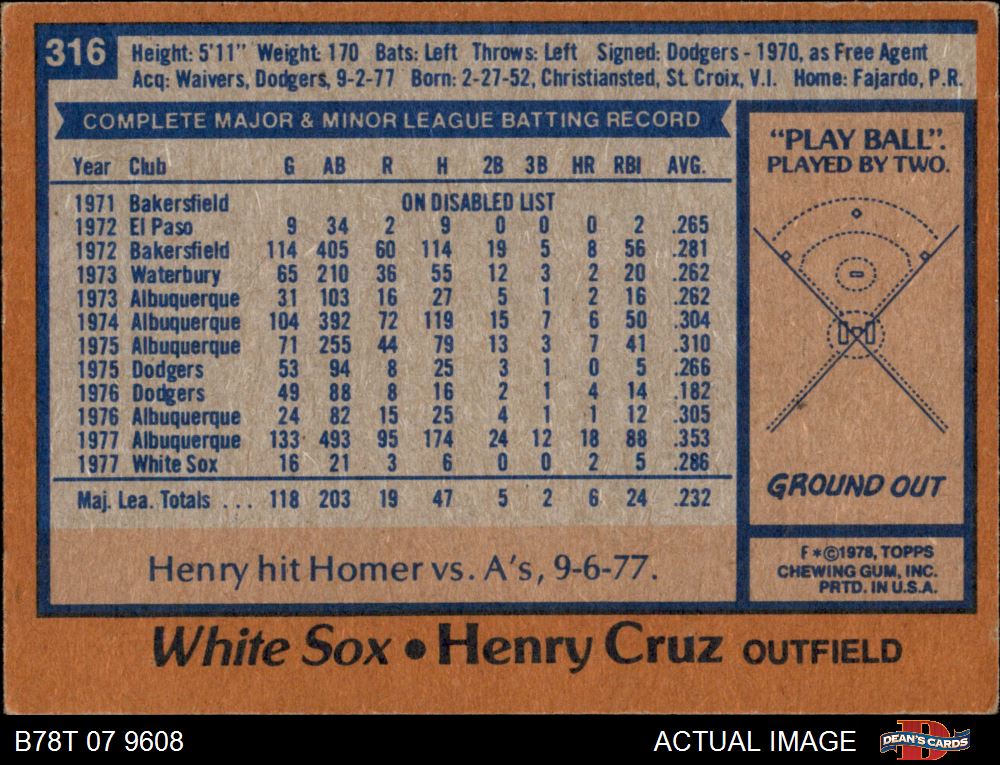 316
Height: 5'11" Weight: 170 Bats: Left Throws: Left Signed: Dodgers - 1970, as Free Agent
Acq: Waivers, Dodgers, 9-2-77 Born: 2-27-52, Christiansted, St. Croix, V.I. Home: Fajardo, P.R.
COMPLETE MAJOR & MINOR LEAGUE BATTING RECORD
Year Club G AB R H 2B 3B HR RBI AVG.
1971 Bakersfield ON DISABLED LIST
1972 El Paso 9 34 2 9 0 0 0 2 .265
1972 Bakersfield 114 405 60 114 19 5 8 56 .281
1973 Waterbury 65 210 36 55 12 3 2 20 .262
1973 Albuquerque 31 103 16 27 5 1 2 16 .262
1974 Albuquerque 104 392 72 119 15 7 6 50 .304
1975 Albuquerque 71 255 44 79 13 3 7 41 .310
1975 Dodgers 53 94 8 25 3 1 0 5 .266
1976 Dodgers 49 88 8 16 2 1 4 14 .182
1976 Albuquerque 24 82 15 25 4 1 1 12 .305
1977 Albuquerque 133 493 95 174 24 12 18 88 .353
1977 White Sox 16 21 3 6 0 0 2 5 .286
Maj. Lea. Totals ... 118 203 19 47 5 2 6 24 .232
Henry hit Homer vs. A's, 9-6-77.
"PLAY BALL".
PLAYED BY TWO.
GROUND OUT
F*©1978, TOPPS
CHEWING GUM, INC.
PRTD. IN U.S.A.
White Sox • Henry Cruz OUTFIELD
B78T 07 9608
ACTUAL IMAGE
DEAN'S CARDS